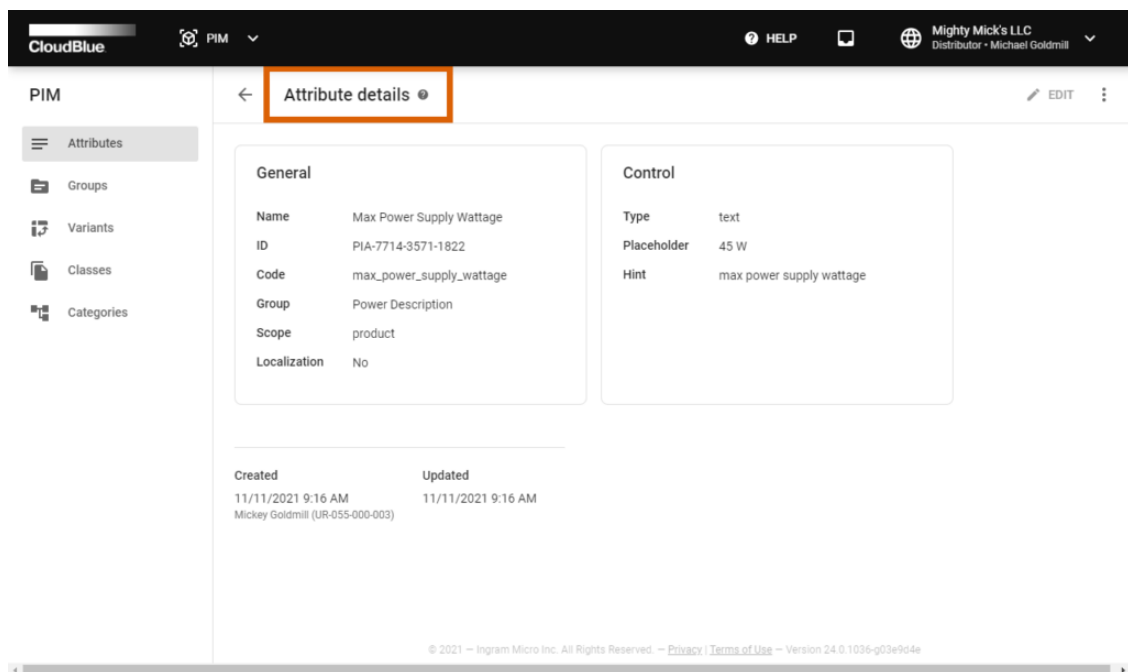 CloudBlue
PIM
HELP
Mighty Mick's LLC
Distributor • Michael Goldmill
PIM
Attribute details
EDIT
Attributes
Groups
Variants
Classes
Categories
General
Name Max Power Supply Wattage
ID PIA-7714-3571-1822
Code max_power_supply_wattage
Group Power Description
Scope product
Localization No
Control
Type text
Placeholder 45 W
Hint max power supply wattage
Created Updated
11/11/2021 9:16 AM 11/11/2021 9:16 AM
Mickey Goldmill (UR-055-000-003)
© 2021 — Ingram Micro Inc. All Rights Reserved. — Privacy | Terms of Use — Version 24.0.1036-g03e9d4e